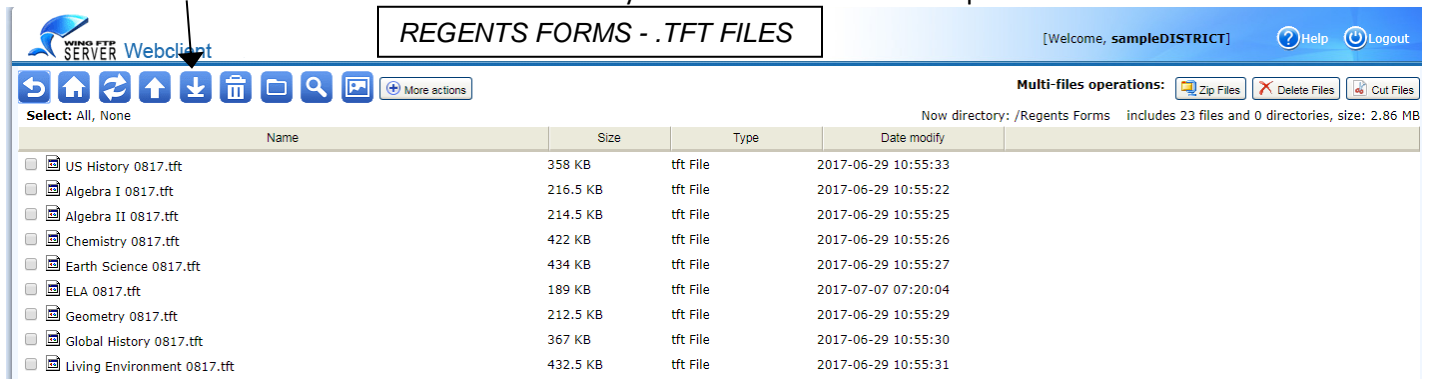 REGENTS FORMS - .TFT FILES
WING FTP
SERVER Webclient
[Welcome, sampleDISTRICT] Help Logout
More actions
Multi-files operations: Zip Files Delete Files Cut Files
Select: All, None
Now directory: /Regents Forms includes 23 files and 0 directories, size: 2.86 MB
Name Size Type Date modify
US History 0817.tft 358 KB tft File 2017-06-29 10:55:33
Algebra I 0817.tft 216.5 KB tft File 2017-06-29 10:55:22
Algebra II 0817.tft 214.5 KB tft File 2017-06-29 10:55:25
Chemistry 0817.tft 422 KB tft File 2017-06-29 10:55:26
Earth Science 0817.tft 434 KB tft File 2017-06-29 10:55:27
ELA 0817.tft 189 KB tft File 2017-07-07 07:20:04
Geometry 0817.tft 212.5 KB tft File 2017-06-29 10:55:29
Global History 0817.tft 367 KB tft File 2017-06-29 10:55:30
Living Environment 0817.tft 432.5 KB tft File 2017-06-29 10:55:31